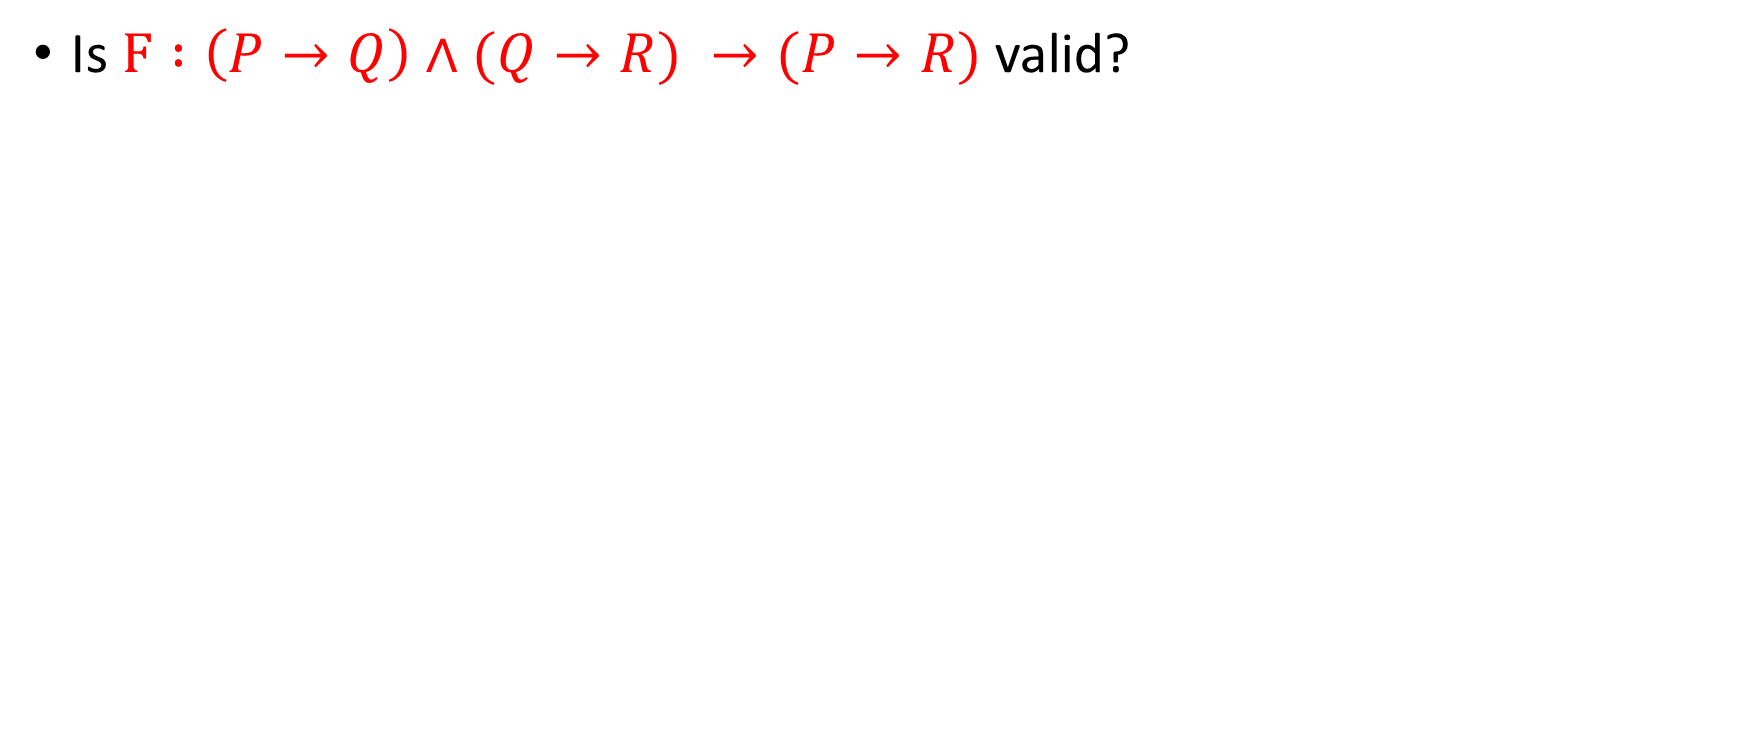 • Is F : (P → Q) ∧ (Q → R) → (P → R) valid?